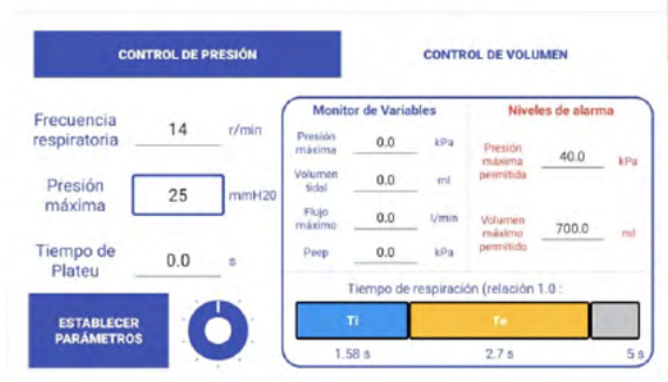 CONTROL DE PRESIÓN
CONTROL DE VOLUMEN
Frecuencia
respiratoria
14
r/min
Presión
máxima
25
mmH20
Tiempo de
Plateu
0.0
s
ESTABLECER
PARÁMETROS
Monitor de Variables
Presión
máxima
0.0
kPa
Volumen
tidal
0.0
ml
Flujo
máximo
0.0
l/min
Peep
0.0
kPa
Niveles de alarma
Presión
máxima
permitida
40.0
kPa
Volumen
máximo
permitido
700.0
ml
Tiempo de respiración (relación 1.0 :
Ti
Te
1.58 s
2.7 s
5 s